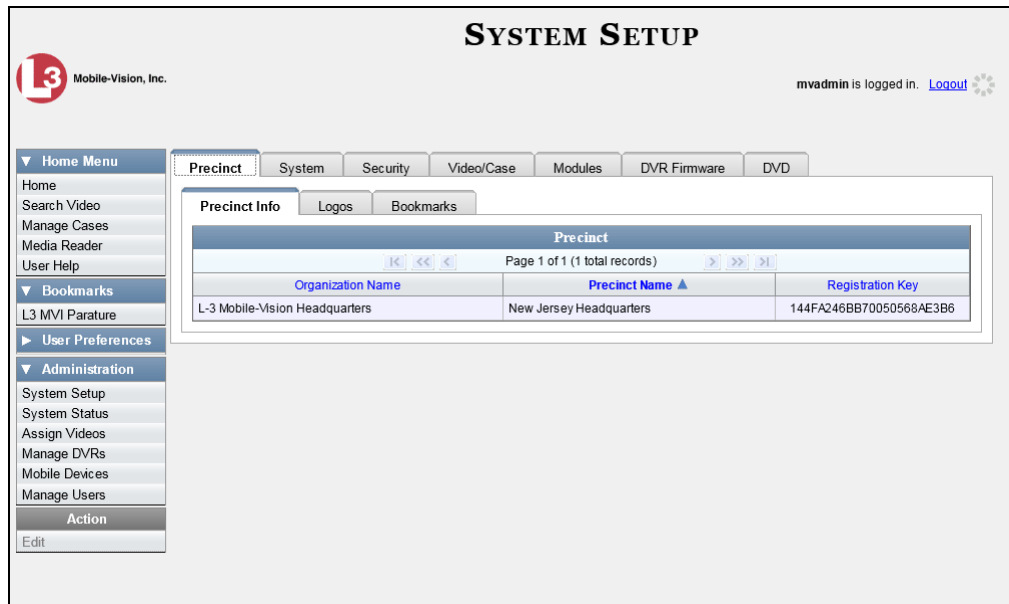 SYSTEM SETUP
L3 Mobile-Vision, Inc.
mvadmin is logged in. Logout
▼ Home Menu
Home
Search Video
Manage Cases
Media Reader
User Help
▼ Bookmarks
L3 MVI Parature
▶ User Preferences
▼ Administration
System Setup
System Status
Assign Videos
Manage DVRs
Mobile Devices
Manage Users
Action
Edit
Precinct System Security Video/Case Modules DVR Firmware DVD
Precinct Info Logos Bookmarks
Precinct
|< << < Page 1 of 1 (1 total records) > >> >|
Organization Name Precinct Name ▲ Registration Key
L-3 Mobile-Vision Headquarters New Jersey Headquarters 144FA246BB70050568AE3B6